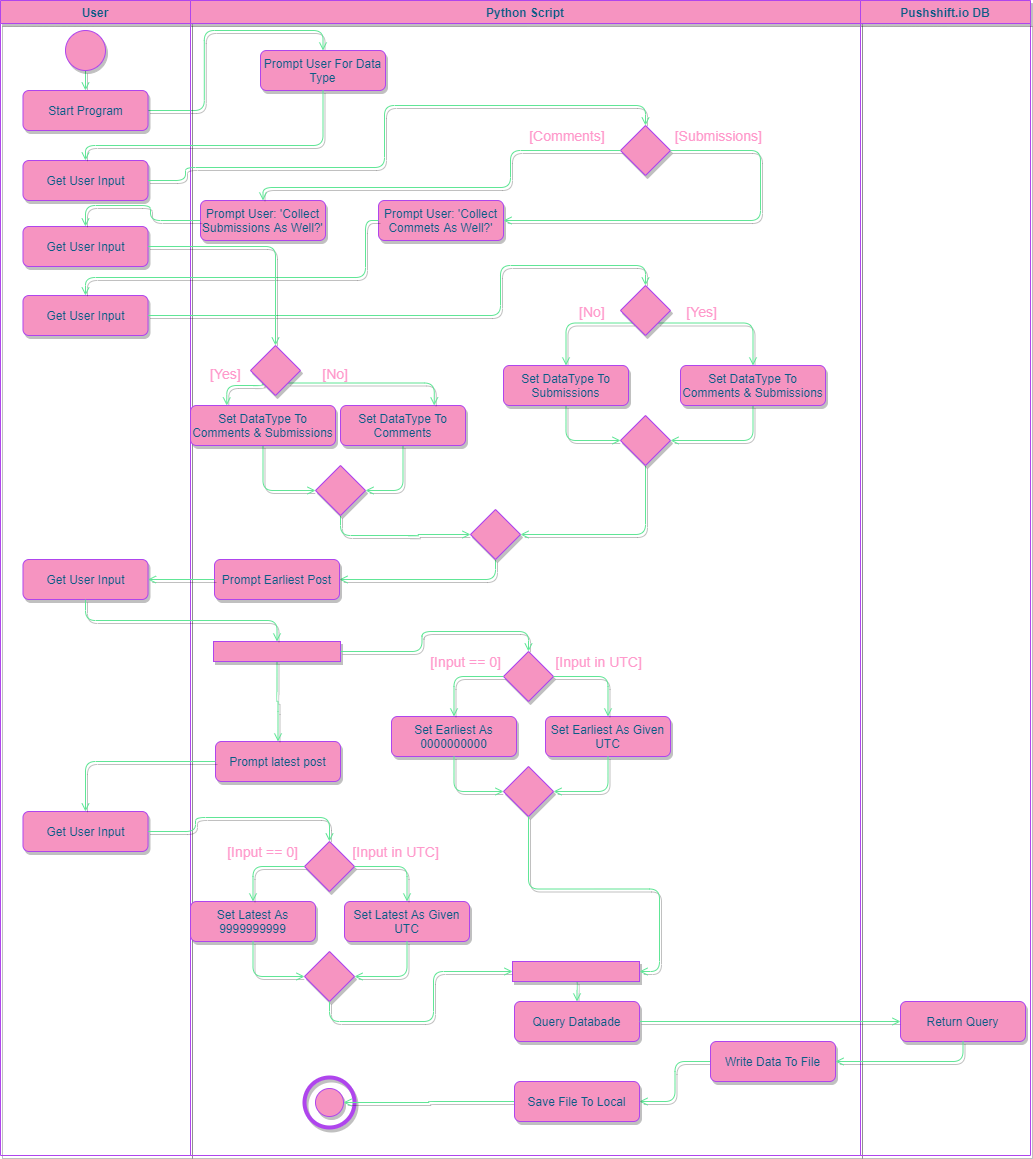 User
Python Script
Pushshift.io DB
Prompt User For Data
Type
Start Program
[Comments]
[Submissions]
Get User Input
Prompt User: 'Collect
Submissions As Well?'
Prompt User: 'Collect
Commets As Well?'
Get User Input
Get User Input
[No]
[Yes]
[Yes]
[No]
Set DataType To
Submissions
Set DataType To
Comments & Submissions
Set DataType To
Comments & Submissions
Set DataType To
Comments
Get User Input
Prompt Earliest Post
[Input == 0]
[Input in UTC]
Set Earliest As
0000000000
Set Earliest As Given
UTC
Prompt latest post
Get User Input
[Input == 0]
[Input in UTC]
Set Latest As
9999999999
Set Latest As Given
UTC
Query Databade
Return Query
Write Data To File
Save File To Local